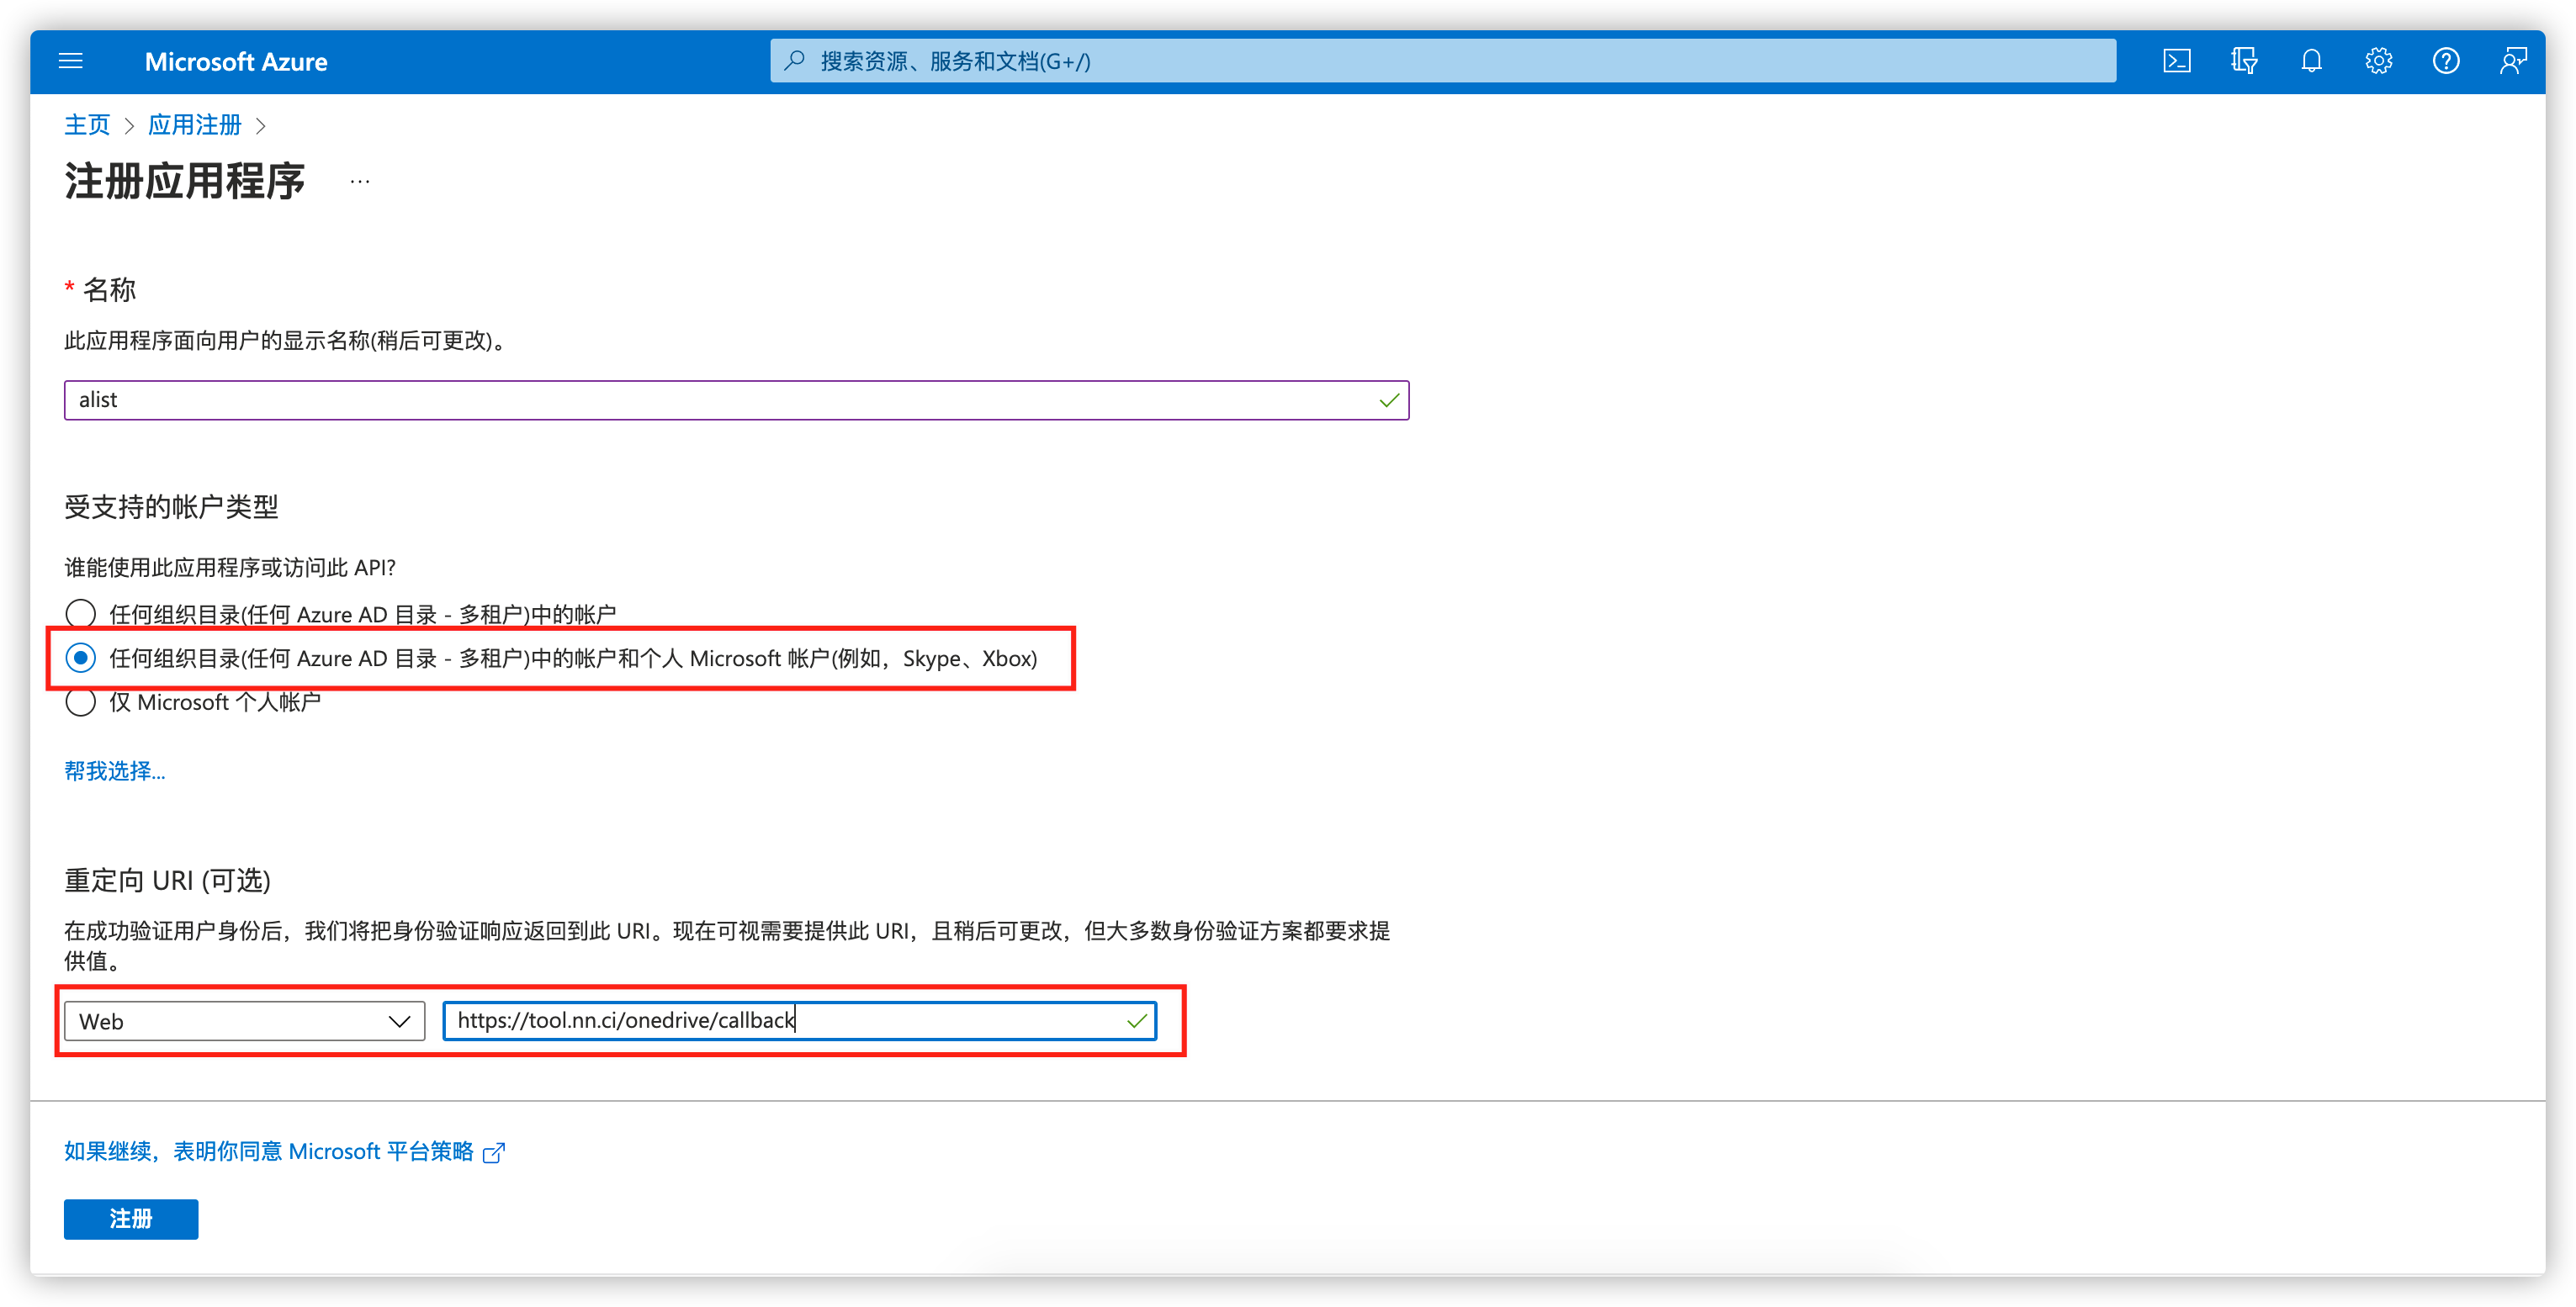 Microsoft Azure
搜索资源、服务和文档(G+/)
主页 > 应用注册 >
注册应用程序 ...
* 名称
此应用程序面向用户的显示名称(稍后可更改)。
alist
受支持的帐户类型
谁能使用此应用程序或访问此 API?
任何组织目录(任何 Azure AD 目录 - 多租户)中的帐户
任何组织目录(任何 Azure AD 目录 - 多租户)中的帐户和个人 Microsoft 帐户(例如，Skype、Xbox)
仅 Microsoft 个人帐户
帮我选择...
重定向 URI (可选)
在成功验证用户身份后，我们将把身份验证响应返回到此 URI。现在可视需要提供此 URI，且稍后可更改，但大多数身份验证方案都要求提
供值。
Web
https://tool.nn.ci/onedrive/callback
如果继续，表明你同意 Microsoft 平台策略
注册